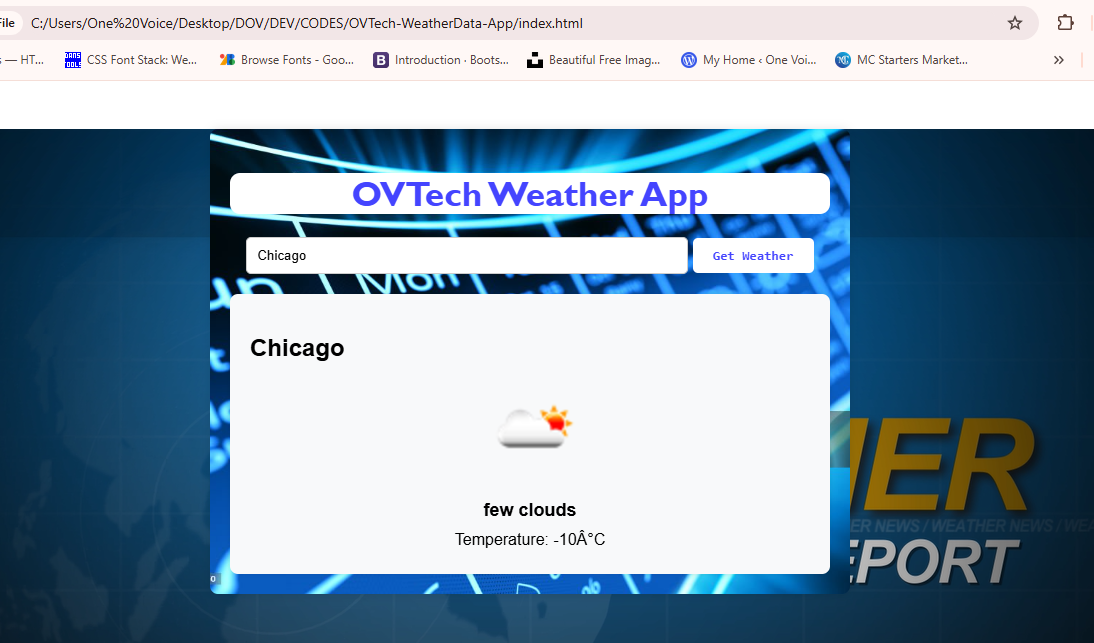 File C:/Users/One%20Voice/Desktop/DOV/DEV/CODES/OVTech-WeatherData-App/index.html
s — HT... CSS Font Stack: We... Browse Fonts - Goo... B Introduction · Boots... Beautiful Free Imag... My Home ‹ One Voi... MC Starters Market... »
OVTech Weather App
Chicago Get Weather
Mon
Chicago
few clouds
Temperature: -10Â°C
HER
ER NEWS / WEATHER NEWS / WEA
EPORT